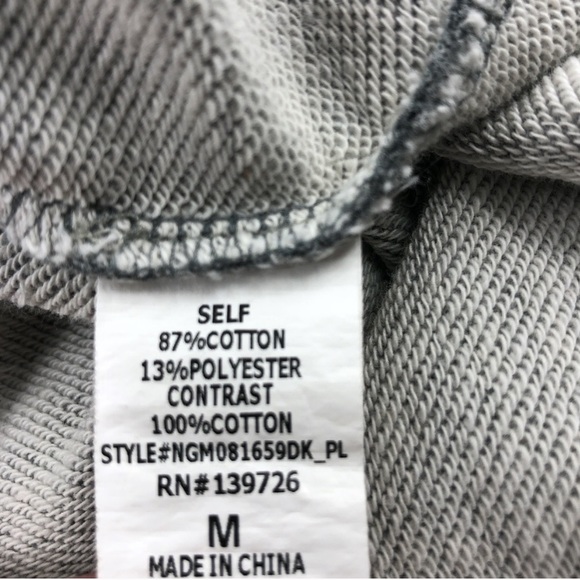 SELF
87%COTTON
13%POLYESTER
CONTRAST
100%COTTON
STYLE#NGM081659DK_PL
RN#139726
M
MADE IN CHINA